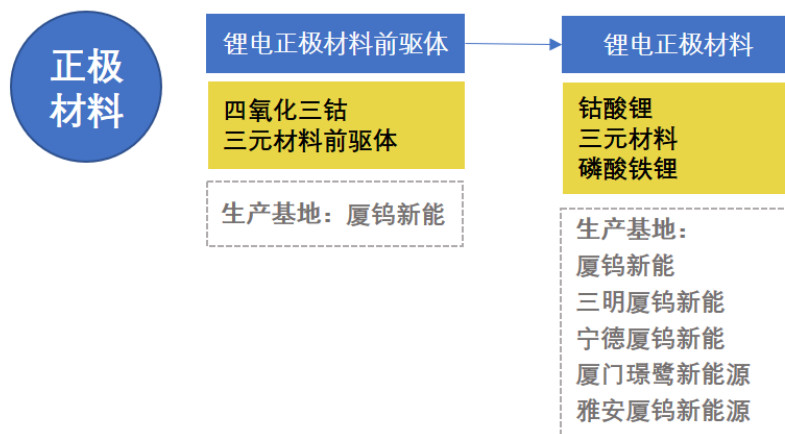 正极
材料
锂电正极材料前驱体
四氧化三钴
三元材料前驱体
生产基地：厦钨新能
锂电正极材料
钴酸锂
三元材料
磷酸铁锂
生产基地：
厦钨新能
三明厦钨新能
宁德厦钨新能
厦门璟鹭新能源
雅安厦钨新能源